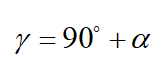 γ = 90° + α